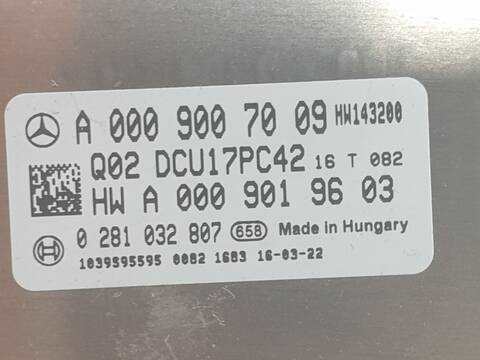 A 000 900 70 09 HW143200
Q02 DCU17PC42 16 T 082
HW A 000 901 96 03
0 281 032 807 658 Made in Hungary
1039S95595 0082 1683 16-03-22